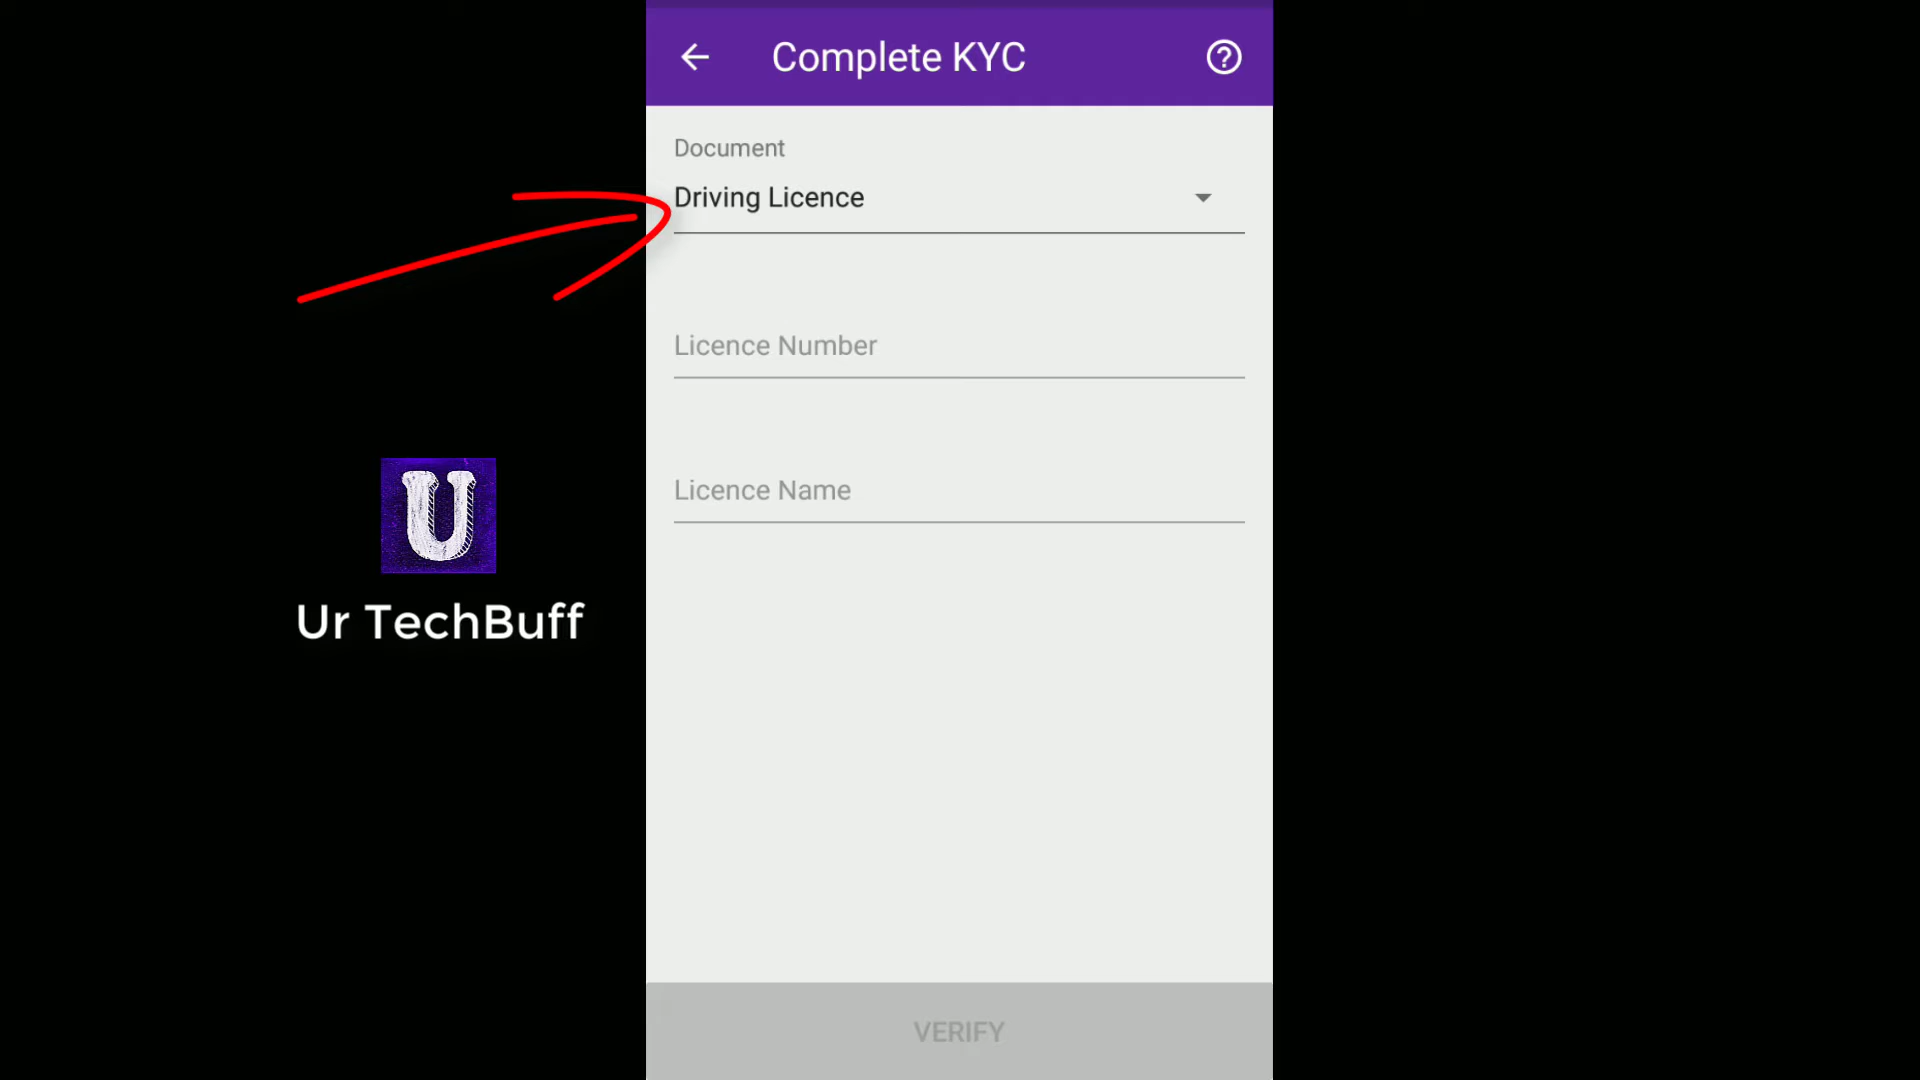 Complete KYC
Document
Driving Licence
Licence Number
Licence Name
U
Ur TechBuff
VERIFY